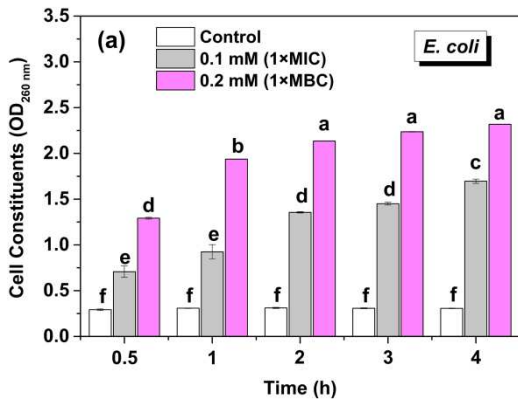 (a)
Control
0.1 mM (1×MIC)
0.2 mM (1×MBC)
E. coli
Cell Constituents (OD260 nm)
3.5
3.0
2.5
2.0
1.5
1.0
0.5
0.0
f e d
f e b
f d a
f d a
f c a
0.5 1 2 3 4
Time (h)